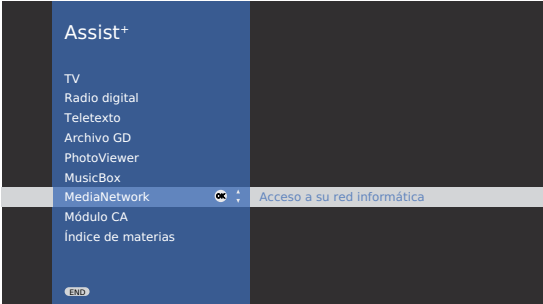 Assist+
TV
Radio digital
Teletexto
Archivo GD
PhotoViewer
MusicBox
MediaNetwork OK Acceso a su red informática
Módulo CA
Índice de materias
END